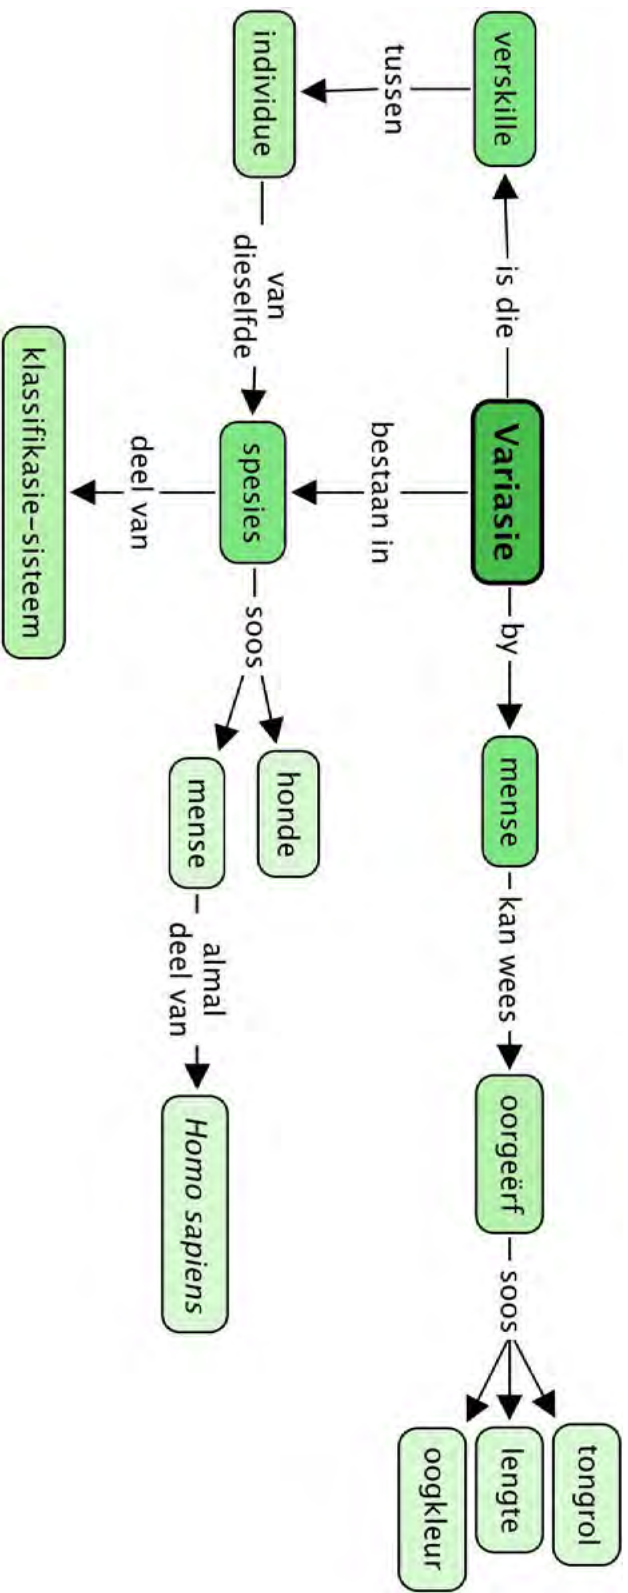 verskille
is die
Variasie
by
mense
kan wees
oorgeërf
soos
tongrol
lengte
oogkleur
tussen
bestaan in
individue
van
dieselfde
spesies
soos
honde
mense
almal
deel van
Homo sapiens
deel van
klassifikasie-sisteem